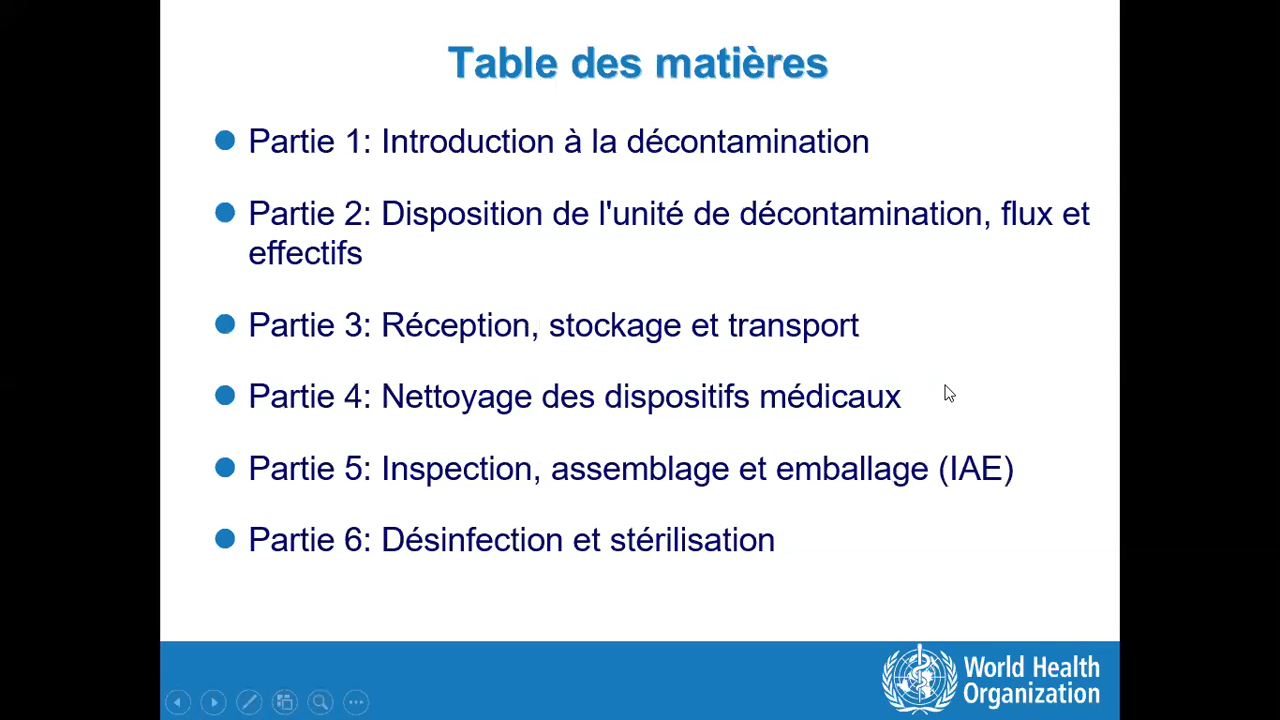 Table des matières
Partie 1: Introduction à la décontamination
Partie 2: Disposition de l'unité de décontamination, flux et
effectifs
Partie 3: Réception, stockage et transport
Partie 4: Nettoyage des dispositifs médicaux
Partie 5: Inspection, assemblage et emballage (IAE)
Partie 6: Désinfection et stérilisation
World Health
Organization